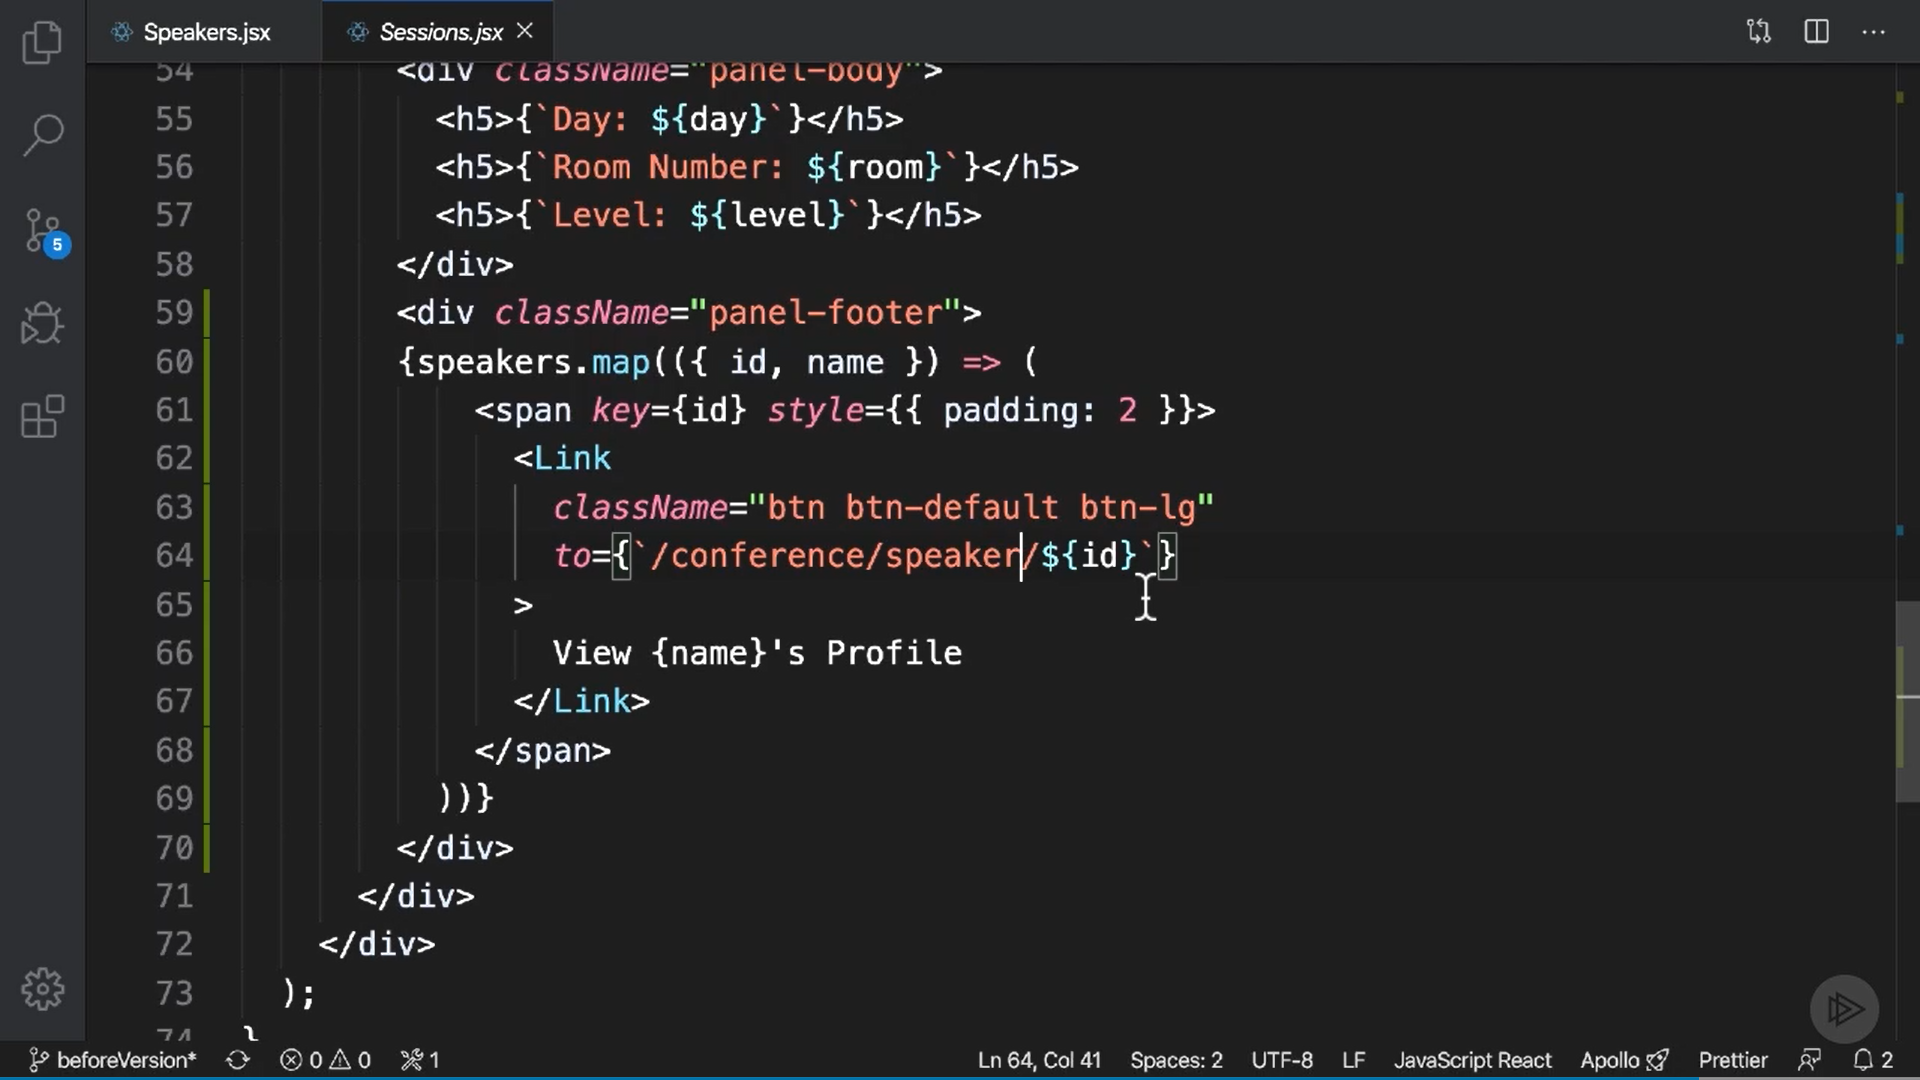 Speakers.jsx
Sessions.jsx
54 <div className="panel-body">
55 <h5>{`Day: ${day}`}</h5>
56 <h5>{`Room Number: ${room}`}</h5>
57 <h5>{`Level: ${level}`}</h5>
58 </div>
59 <div className="panel-footer">
60 {speakers.map(({ id, name }) => (
61 <span key={id} style={{ padding: 2 }}>
62 <Link
63 className="btn btn-default btn-lg"
64 to={`/conference/speaker/${id}`}
65 >
66 View {name}'s Profile
67 </Link>
68 </span>
69 ))}
70 </div>
71 </div>
72 </div>
73 );
74 }
5
beforeVersion* 0 0 1 Ln 64, Col 41 Spaces: 2 UTF-8 LF JavaScript React Apollo Prettier 2